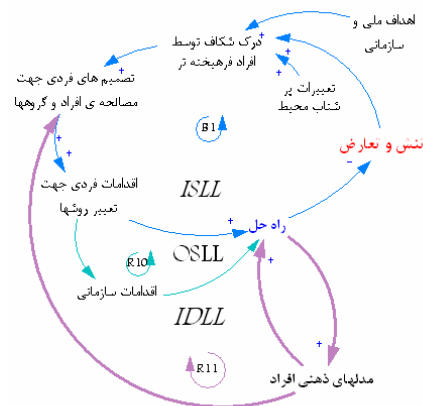 اهداف ملی و
سازمانی
درک شکاف توسط
افراد فرهیخته تر
تغییرات پر
شتاب محیط
تصمیم های فردی جهت
مصالحه ی افراد و گروهها
تنش و تعارض
B1
اقدامات فردی جهت
تغییر روشها
ISLL
راه حل
R10
OSLL
اقدامات سازمانی
IDLL
R11
مدلهای ذهنی افراد